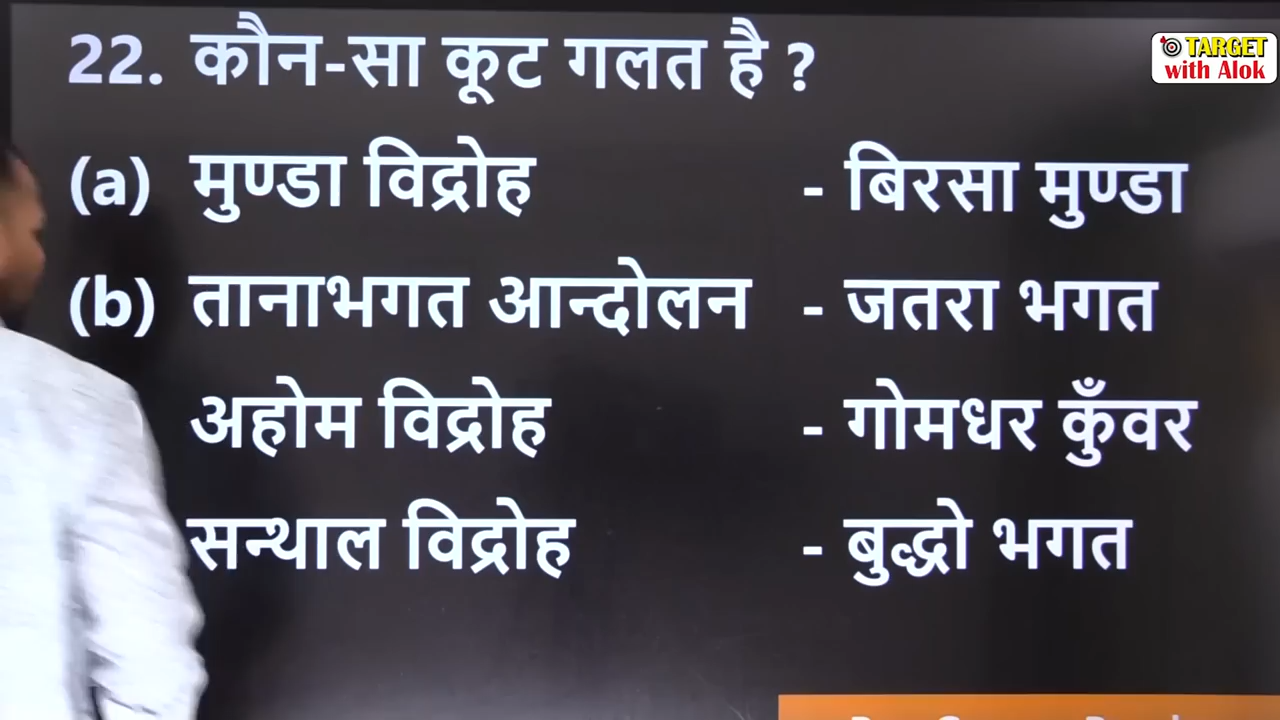 TARGET
with Alok
22. कौन-सा कूट गलत है ?
(a) मुण्डा विद्रोह - बिरसा मुण्डा
(b) तानाभगत आन्दोलन - जतरा भगत
अहोम विद्रोह - गोमधर कुँवर
सन्थाल विद्रोह - बुद्धो भगत